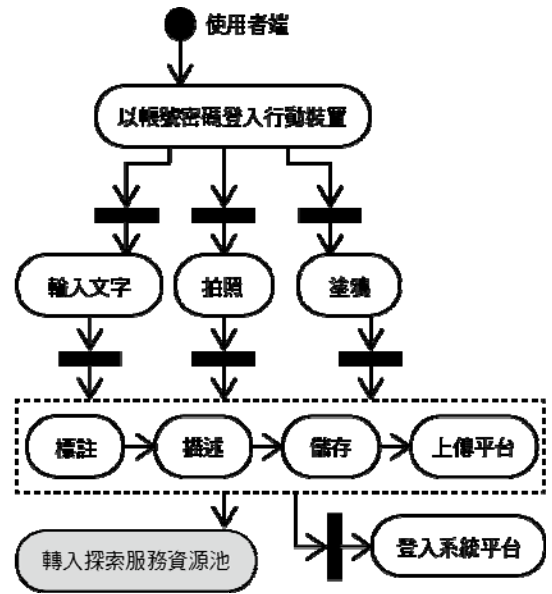 使用者端
以帳號密碼登入行動裝置
輸入文字
拍照
塗鴉
標註
描述
儲存
上傳平台
轉入探索服務資源池
登入系統平台